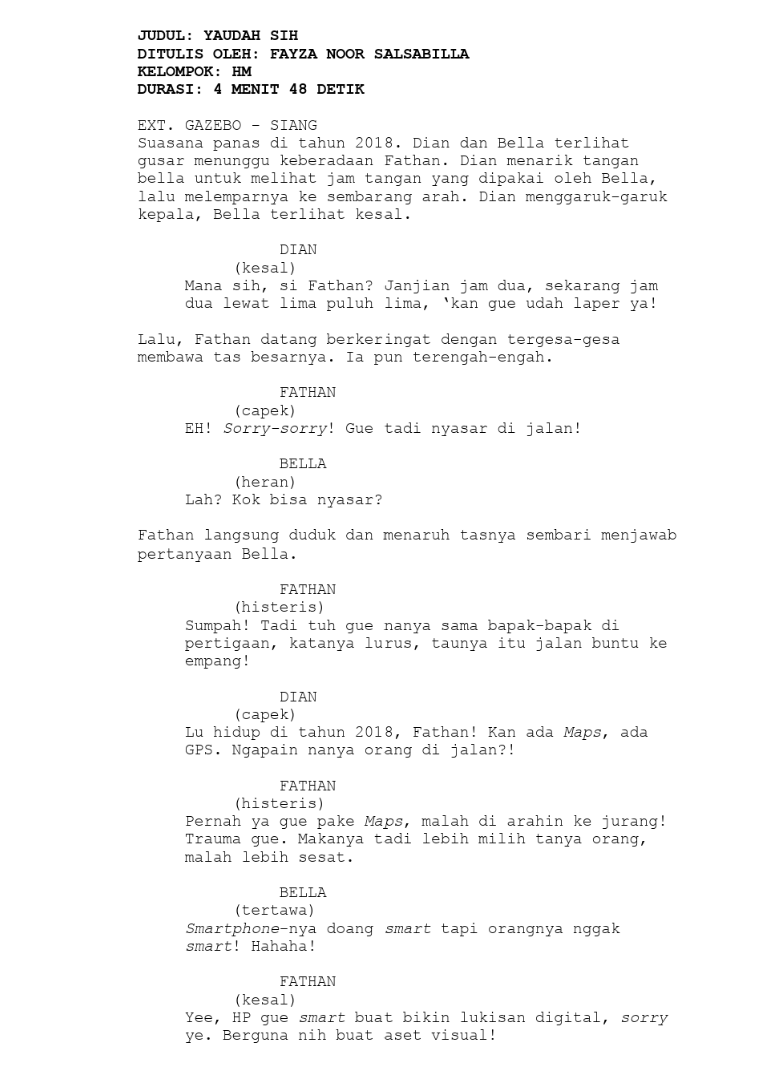 JUDUL: YAUDAH SIH
DITULIS OLEH: FAYZA NOOR SALSABILLA
KELOMPOK: HM
DURASI: 4 MENIT 48 DETIK
EXT. GAZEBO – SIANG
Suasana panas di tahun 2018. Dian dan Bella terlihat
gusar menunggu keberadaan Fathan. Dian menarik tangan
bella untuk melihat jam tangan yang dipakai oleh Bella,
lalu melemparnya ke sembarang arah. Dian menggaruk-garuk
kepala, Bella terlihat kesal.
DIAN
(kesal)
Mana sih, si Fathan? Janjian jam dua, sekarang jam
dua lewat lima puluh lima, ‘kan gue udah laper ya!
Lalu, Fathan datang berkeringat dengan tergesa-gesa
membawa tas besarnya. Ia pun terengah-engah.
FATHAN
(capek)
EH! Sorry-sorry! Gue tadi nyasar di jalan!
BELLA
(heran)
Lah? Kok bisa nyasar?
Fathan langsung duduk dan menaruh tasnya sembari menjawab
pertanyaan Bella.
FATHAN
(histeris)
Sumpah! Tadi tuh gue nanya sama bapak-bapak di
pertigaan, katanya lurus, taunya itu jalan buntu ke
empang!
DIAN
(capek)
Lu hidup di tahun 2018, Fathan! Kan ada Maps, ada
GPS. Ngapain nanya orang di jalan?!
FATHAN
(histeris)
Pernah ya gue pake Maps, malah di arahin ke jurang!
Trauma gue. Makanya tadi lebih milih tanya orang,
malah lebih sesat.
BELLA
(tertawa)
Smartphone-nya doang smart tapi orangnya nggak
smart! Hahaha!
FATHAN
(kesal)
Yee, HP gue smart buat bikin lukisan digital, sorry
ye. Berguna nih buat aset visual!